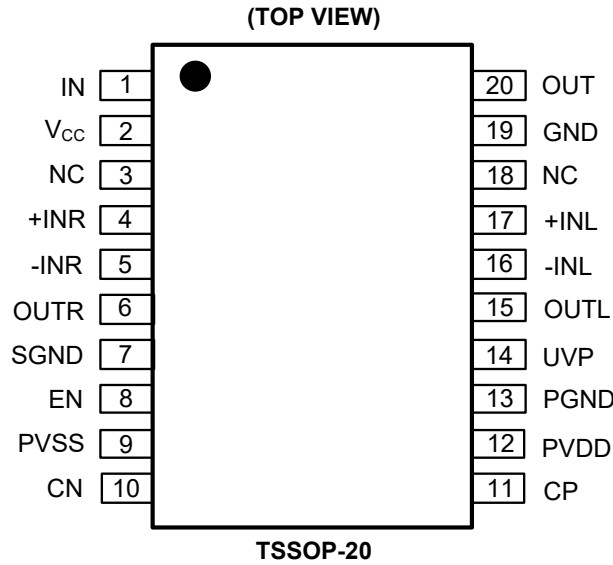 (TOP VIEW)
IN 1 20 OUT
VCC 2 19 GND
NC 3 18 NC
+INR 4 17 +INL
-INR 5 16 -INL
OUTR 6 15 OUTL
SGND 7 14 UVP
EN 8 13 PGND
PVSS 9 12 PVDD
CN 10 11 CP
TSSOP-20